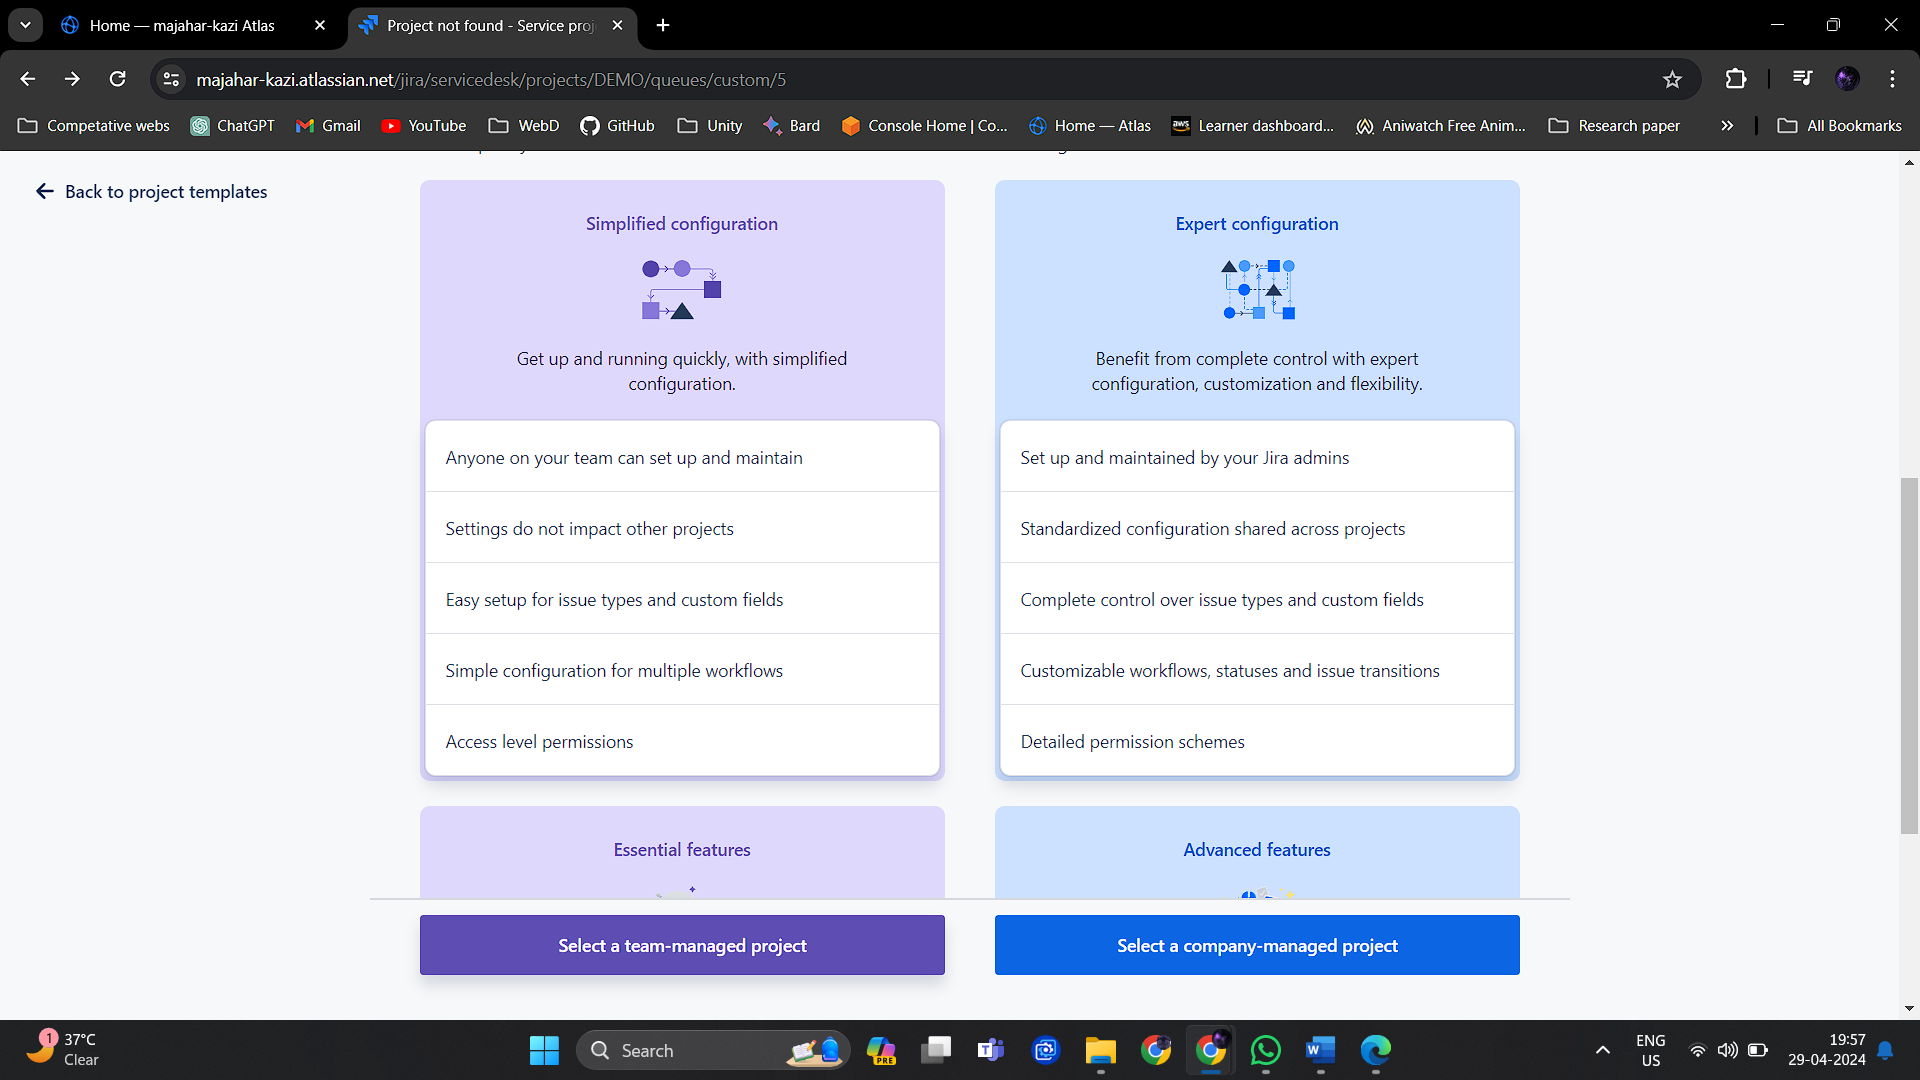 Home — majahar-kazi Atlas
Project not found - Service proj
majahar-kazi.atlassian.net/jira/servicedesk/projects/DEMO/queues/custom/5
Competative webs
ChatGPT
Gmail
YouTube
WebD
GitHub
Unity
Bard
Console Home | Co...
Home — Atlas
aws
Learner dashboard...
Aniwatch Free Anim...
Research paper
All Bookmarks
Back to project templates
Simplified configuration
Get up and running quickly, with simplified
configuration.
Anyone on your team can set up and maintain
Settings do not impact other projects
Easy setup for issue types and custom fields
Simple configuration for multiple workflows
Access level permissions
Essential features
Select a team-managed project
Expert configuration
Benefit from complete control with expert
configuration, customization and flexibility.
Set up and maintained by your Jira admins
Standardized configuration shared across projects
Complete control over issue types and custom fields
Customizable workflows, statuses and issue transitions
Detailed permission schemes
Advanced features
Select a company-managed project
1
37°C
Clear
Search
PRE
ENG
US
19:57
29-04-2024